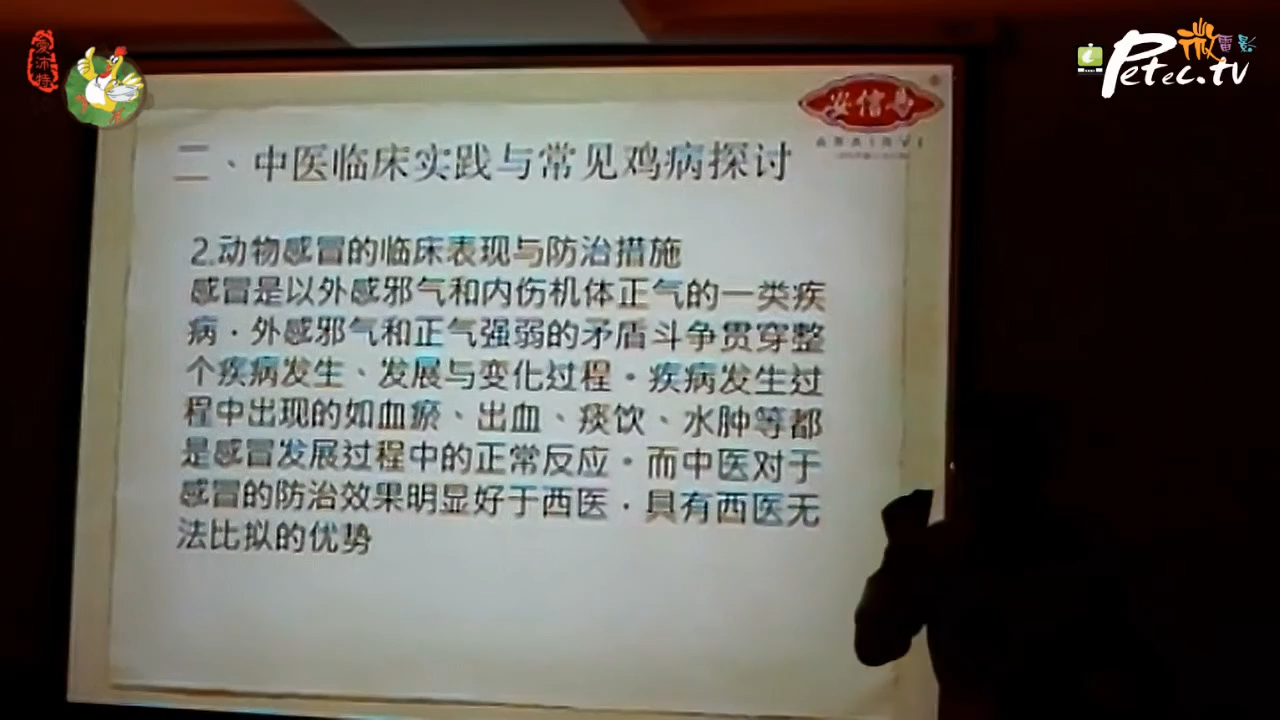 爱沛特
微電影
Petec.tv
二、中医临床实践与常见鸡病探讨
2.动物感冒的临床表现与防治措施
感冒是以外感邪气和内伤机体正气的一类疾
病．外感邪气和正气强弱的矛盾斗争贯穿整
个疾病发生、发展与变化过程。疾病发生过
程中出现的如血瘀、出血、痰饮、水肿等都
是感冒发展过程中的正常反应。而中医对于
感冒的防治效果明显好于西医．具有西医无
法比拟的优势